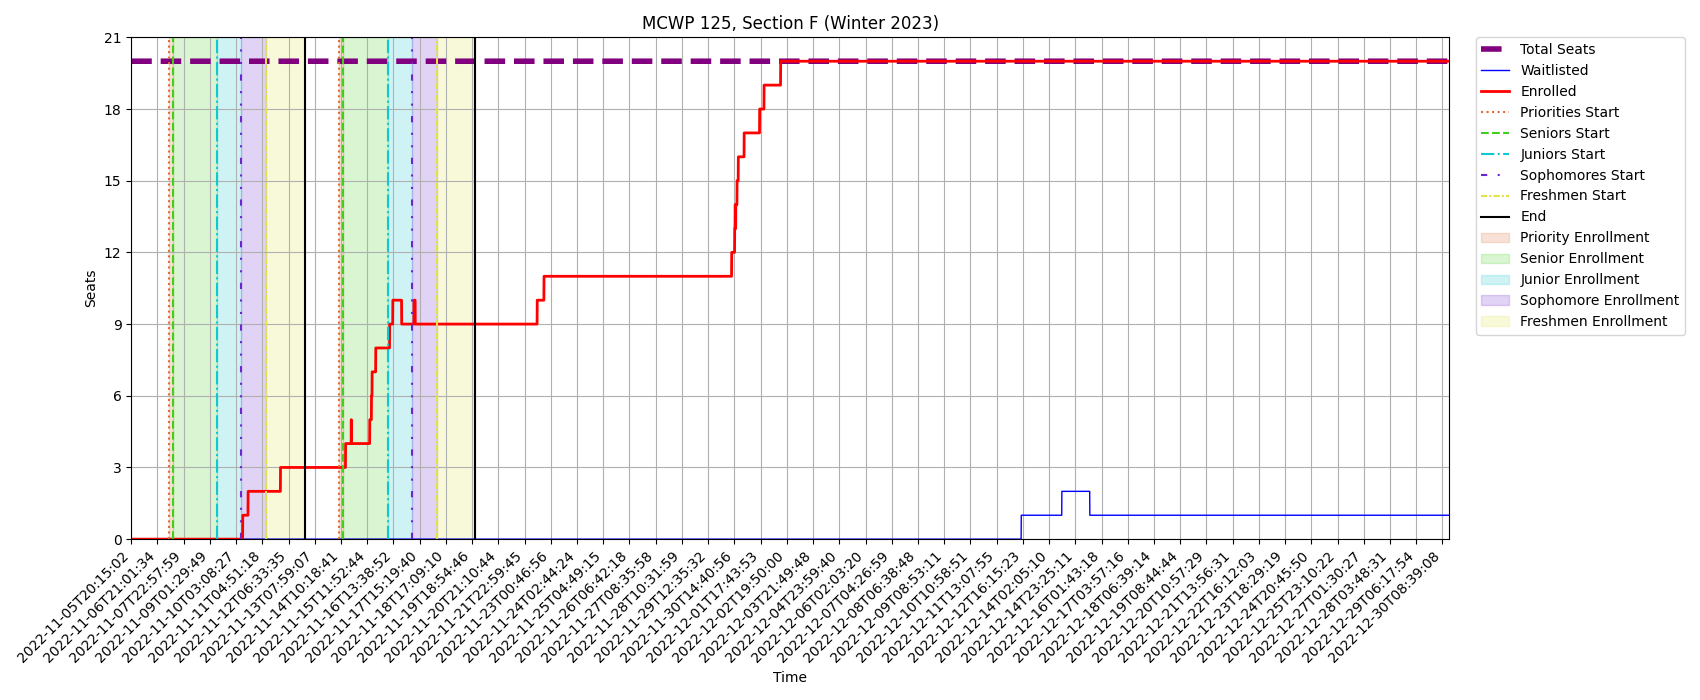 MCWP 125, Section F (Winter 2023)
Seats
21
18
15
12
9
6
3
0
2022-11-05T20:15:02
2022-11-06T21:01:34
2022-11-07T22:57:59
2022-11-09T01:29:49
2022-11-10T03:08:27
2022-11-11T04:51:18
2022-11-12T06:33:35
2022-11-13T07:59:07
2022-11-14T10:18:41
2022-11-15T11:52:44
2022-11-16T13:38:52
2022-11-17T15:19:40
2022-11-18T17:09:10
2022-11-19T18:54:46
2022-11-20T21:10:44
2022-11-21T22:59:45
2022-11-23T00:46:56
2022-11-24T02:44:24
2022-11-25T04:49:15
2022-11-26T06:42:18
2022-11-27T08:35:58
2022-11-28T10:31:59
2022-11-29T12:35:32
2022-11-30T14:40:56
2022-12-01T17:43:53
2022-12-02T19:50:00
2022-12-03T21:49:48
2022-12-04T23:59:40
2022-12-06T02:03:20
2022-12-07T04:26:59
2022-12-08T06:38:48
2022-12-09T08:53:11
2022-12-10T10:58:51
2022-12-11T13:07:55
2022-12-12T16:15:23
2022-12-14T02:05:10
2022-12-14T23:25:11
2022-12-16T01:43:18
2022-12-17T03:57:16
2022-12-18T06:39:14
2022-12-19T08:44:44
2022-12-20T10:57:29
2022-12-21T13:56:31
2022-12-22T16:12:03
2022-12-23T18:29:19
2022-12-24T20:45:50
2022-12-25T23:10:22
2022-12-27T01:30:27
2022-12-28T03:48:31
2022-12-29T06:17:54
2022-12-30T08:39:08
Time
Total Seats
Waitlisted
Enrolled
Priorities Start
Seniors Start
Juniors Start
Sophomores Start
Freshmen Start
End
Priority Enrollment
Senior Enrollment
Junior Enrollment
Sophomore Enrollment
Freshmen Enrollment